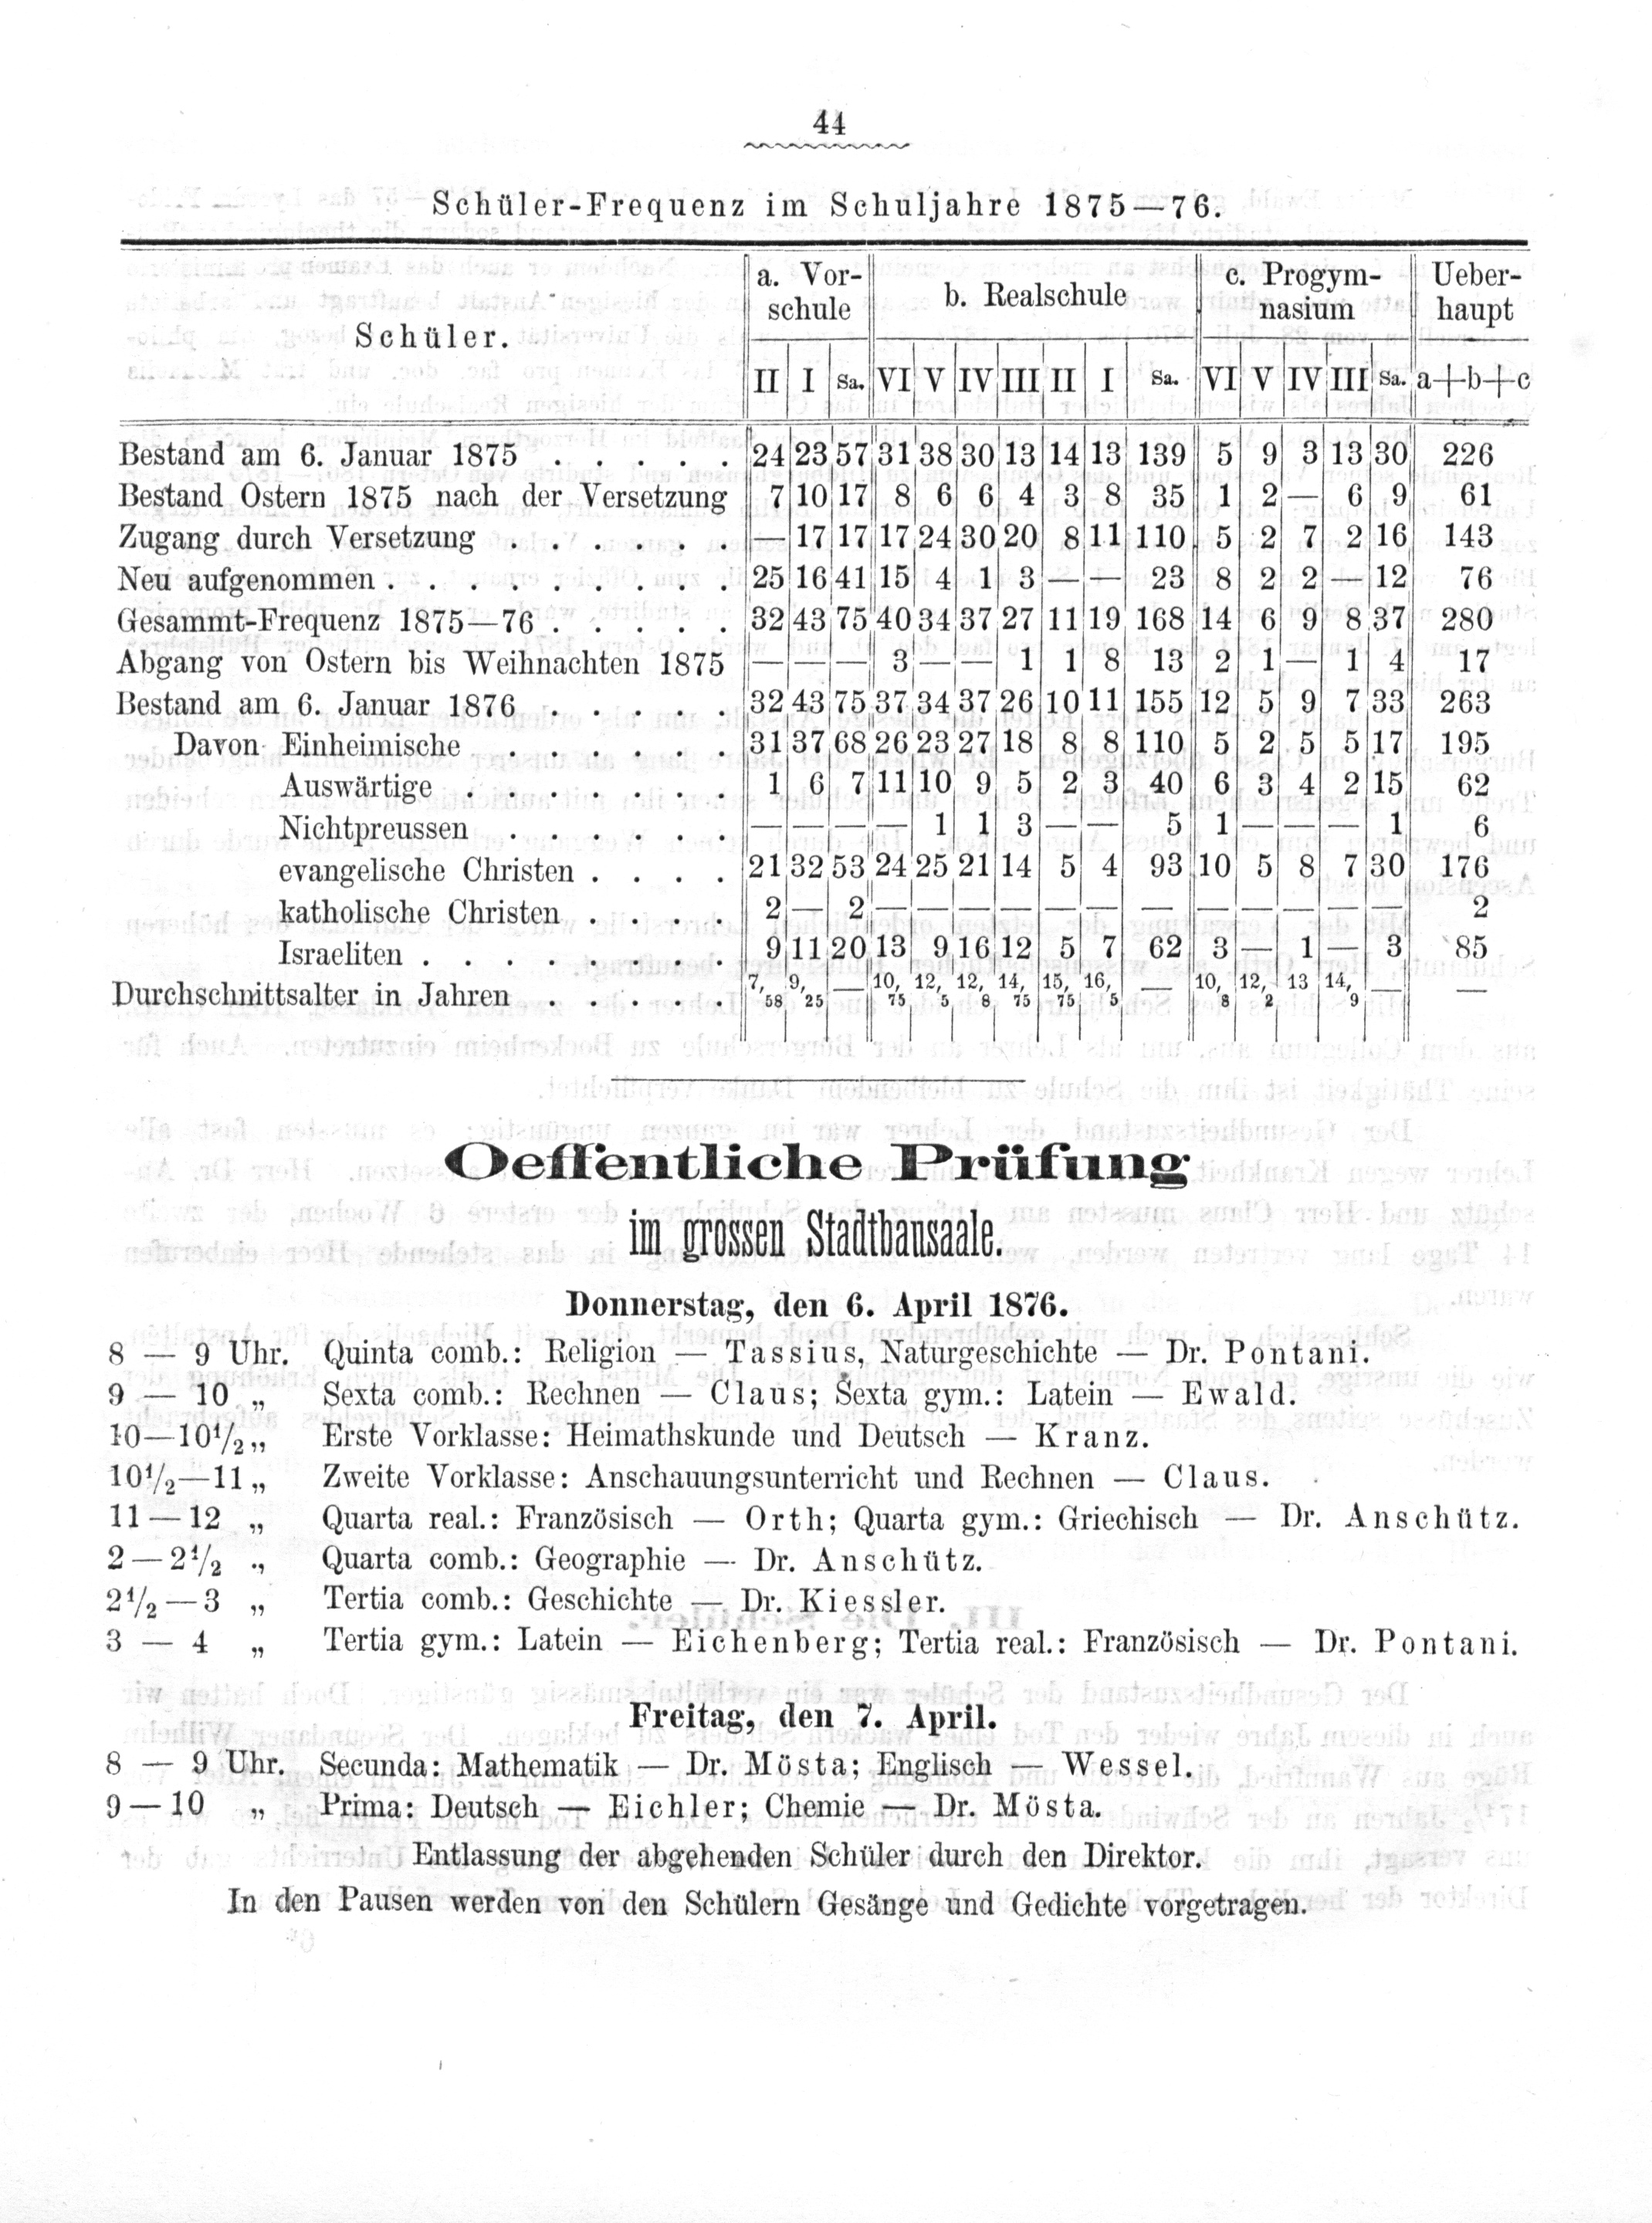 44
Schüler-Frequenz im Schuljahre 1875—76.
Schüler. a. Vor- b. Realschule c. Progym- Ueber-
schule nasium haupt
II I Sa. VI V IV III II I Sa. VI V IV III Sa. a+b+c
Bestand am 6. Januar 1875 . . . . . 24 23 57 31 38 30 13 14 13 139 5 9 3 13 30 226
Bestand Ostern 1875 nach der Versetzung 7 10 17 8 6 6 4 3 8 35 1 2 — 6 9 61
Zugang durch Versetzung . . . . . . — 17 17 17 24 30 20 8 11 110 5 2 7 2 16 143
Neu aufgenommen . . . . . . . . . 25 16 41 15 4 1 3 — — 23 8 2 2 — 12 76
Gesammt-Frequenz 1875—76 . . . . . 32 43 75 40 34 37 27 11 19 168 14 6 9 8 37 280
Abgang von Ostern bis Weihnachten 1875 — — — 3 — — 1 1 8 13 2 1 — 1 4 17
Bestand am 6. Januar 1876 . . . . . 32 43 75 37 34 37 26 10 11 155 12 5 9 7 33 263
Davon Einheimische . . . . . . 31 37 68 26 23 27 18 8 8 110 5 2 5 5 17 195
Auswärtige . . . . . . 1 6 7 11 10 9 5 2 3 40 6 3 4 2 15 62
Nichtpreussen . . . . . . — — — — 1 1 3 — — 5 1 — — — 1 6
evangelische Christen . . . . 21 32 53 24 25 21 14 5 4 93 10 5 8 7 30 176
katholische Christen . . . . 2 — 2 — — — — — — — — — — — — 2
Israeliten . . . . . . . . 9 11 20 13 9 16 12 5 7 62 3 — 1 — 3 85
Durchschnittsalter in Jahren . . . . . 7,58 9,25 — 10,75 12,5 12,8 14,75 15,75 16,5 — 10,8 12,2 13 14,9 — —
Oeffentliche Prüfung
im grossen Stadtbausaale.
Donnerstag, den 6. April 1876.
8 — 9 Uhr. Quinta comb.: Religion — Tassius, Naturgeschichte — Dr. Pontani.
9 — 10 „ Sexta comb.: Rechnen — Claus; Sexta gym.: Latein — Ewald.
10—10½ „ Erste Vorklasse: Heimathskunde und Deutsch — Kranz.
10½—11 „ Zweite Vorklasse: Anschauungsunterricht und Rechnen — Claus.
11—12 „ Quarta real.: Französisch — Orth; Quarta gym.: Griechisch — Dr. Anschütz.
2—2½ „ Quarta comb.: Geographie — Dr. Anschütz.
2½—3 „ Tertia comb.: Geschichte — Dr. Kiessler.
3 — 4 „ Tertia gym.: Latein — Eichenberg; Tertia real.: Französisch — Dr. Pontani.
Freitag, den 7. April.
8 — 9 Uhr. Secunda: Mathematik — Dr. Mösta; Englisch — Wessel.
9—10 „ Prima: Deutsch — Eichler; Chemie — Dr. Mösta.
Entlassung der abgehenden Schüler durch den Direktor.
In den Pausen werden von den Schülern Gesänge und Gedichte vorgetragen.